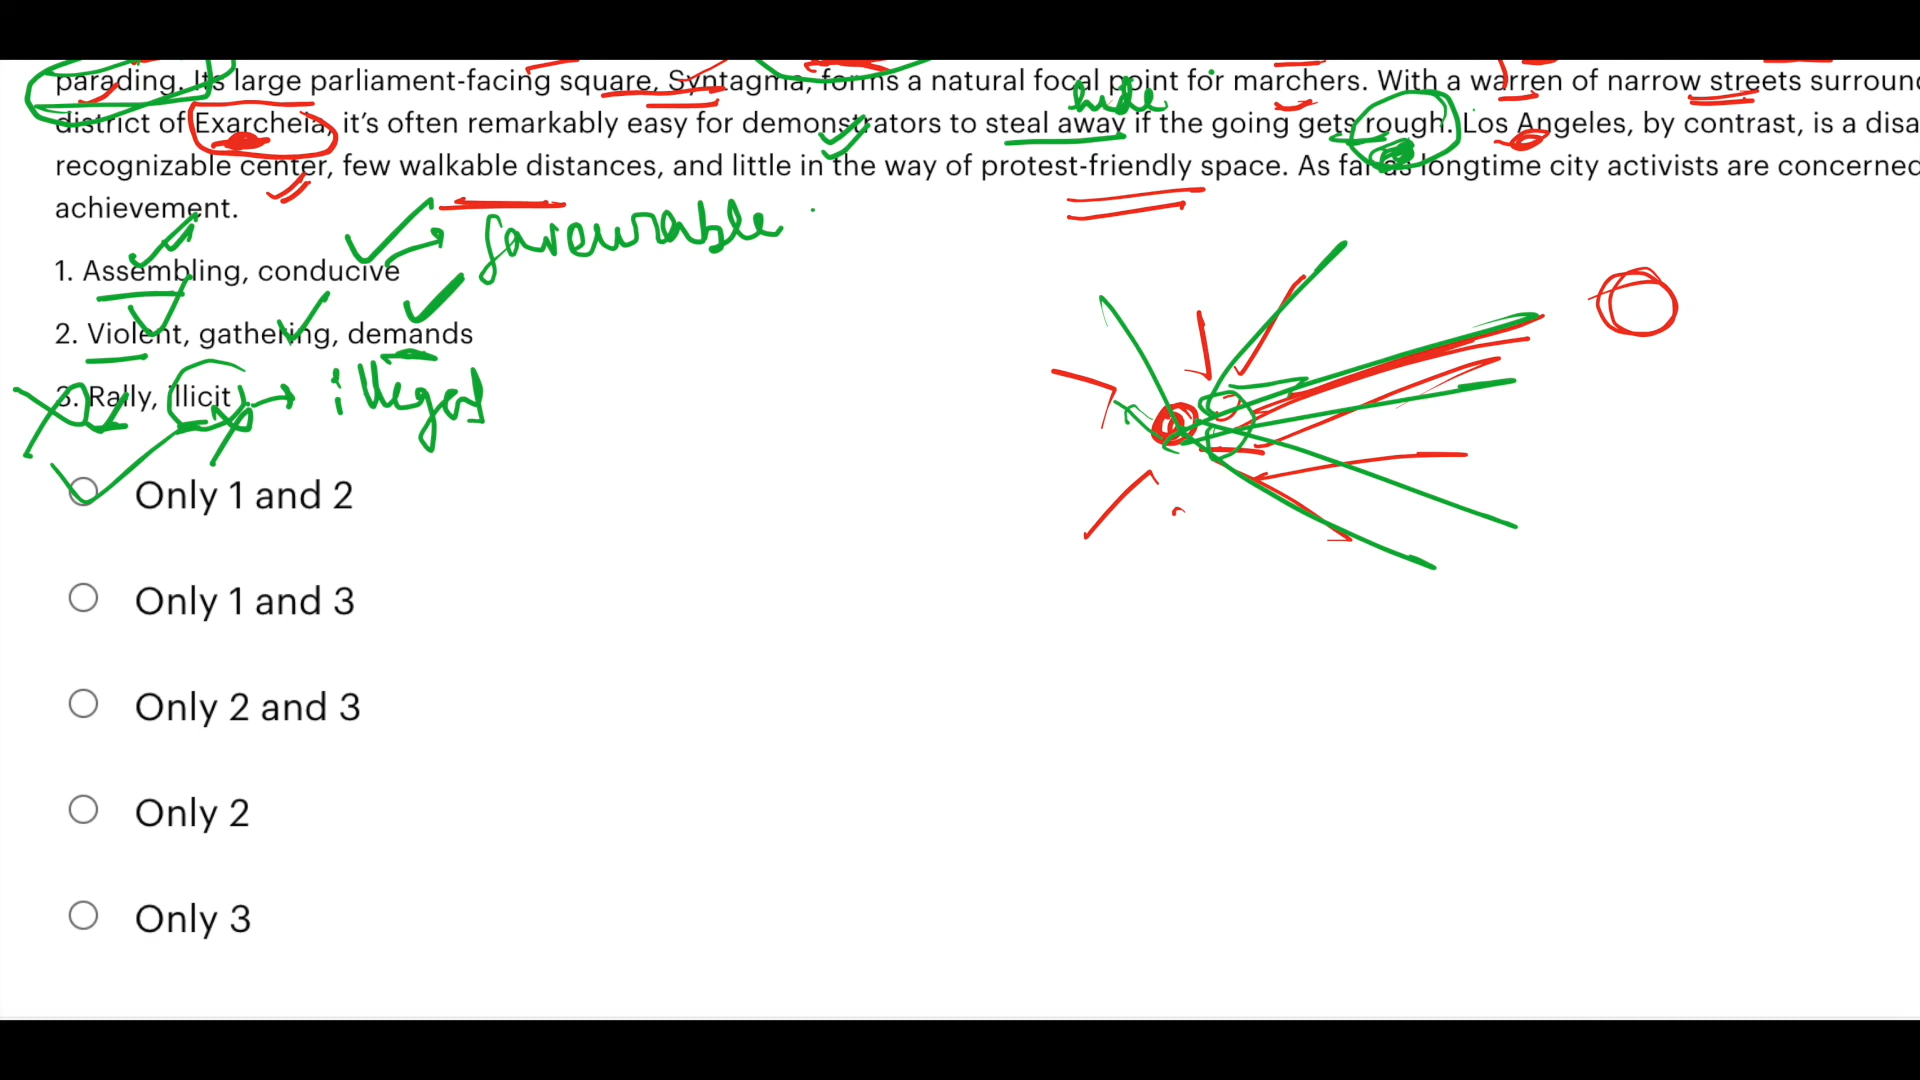 parading. Its large parliament-facing square, Syntagma, forms a natural focal point for marchers. With a warren of narrow streets
hide
district of Exarcheia, it's often remarkably easy for demonstrators to steal away if the going gets rough. Los Angeles, by contrast, is a
recognizable center, few walkable distances, and little in the way of protest-friendly space. As far as longtime city activists are concerned
achievement.
favourable
1. Assembling, conducive
2. Violent, gathering, demands
3. Rally, illicit
illegal
Only 1 and 2
Only 1 and 3
Only 2 and 3
Only 2
Only 3